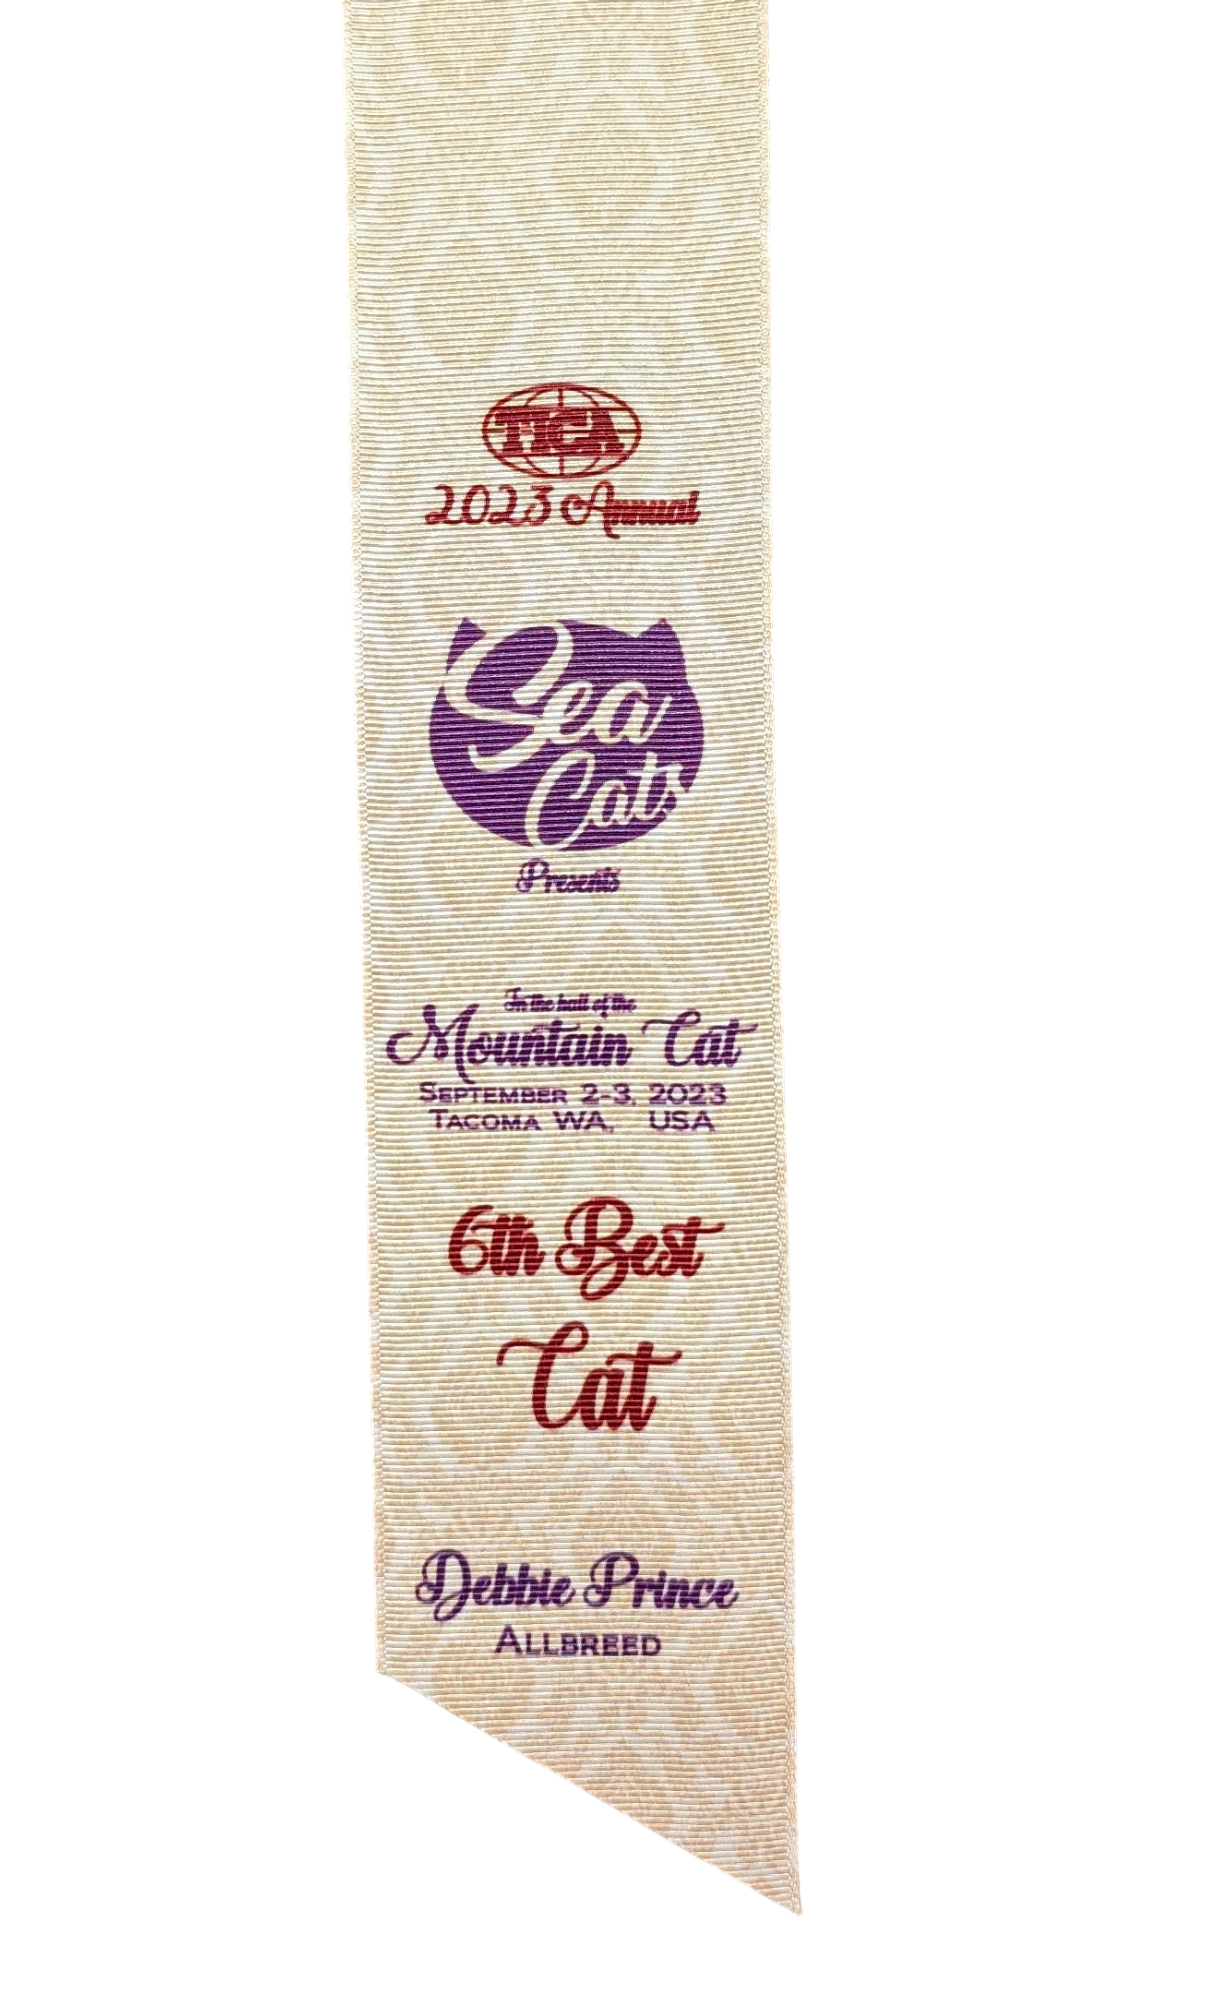 TICA
2023 Annual
Sea
Cats
Presents
In the hall of the
Mountain Cat
September 2-3, 2023
Tacoma WA, USA
6th Best
Cat
Debbie Prince
Allbreed